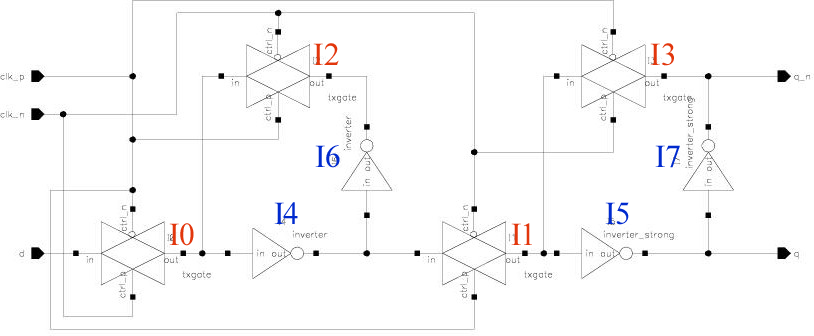 ctrl_n
I2
ctrl_n
I3
clk_p
in
out
in
out
q_n
txgate
txgate
clk_n
ctrl_p
ctrl_p
inverter
inverter_strong
I6
in out
I7
in out
ctrl_n
I0
I4
inverter
ctrl_n
I1
I5
inverter_strong
d
in
out
in out
in
out
in out
q
txgate
txgate
ctrl_p
ctrl_p